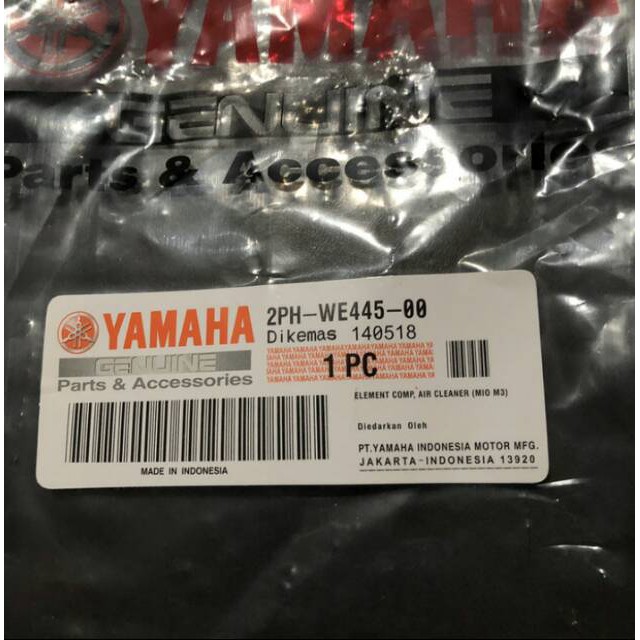 YAMAHA
GENUINE
Parts & Accessories
YAMAHA
GENUINE
Parts & Accessories
2PH-WE445-00
Dikemas 140518
1 PC
ELEMENT COMP, AIR CLEANER (MIO M3)
Diedarkan Oleh
PT.YAMAHA INDONESIA MOTOR MFG.
JAKARTA-INDONESIA 13920
MADE IN INDONESIA